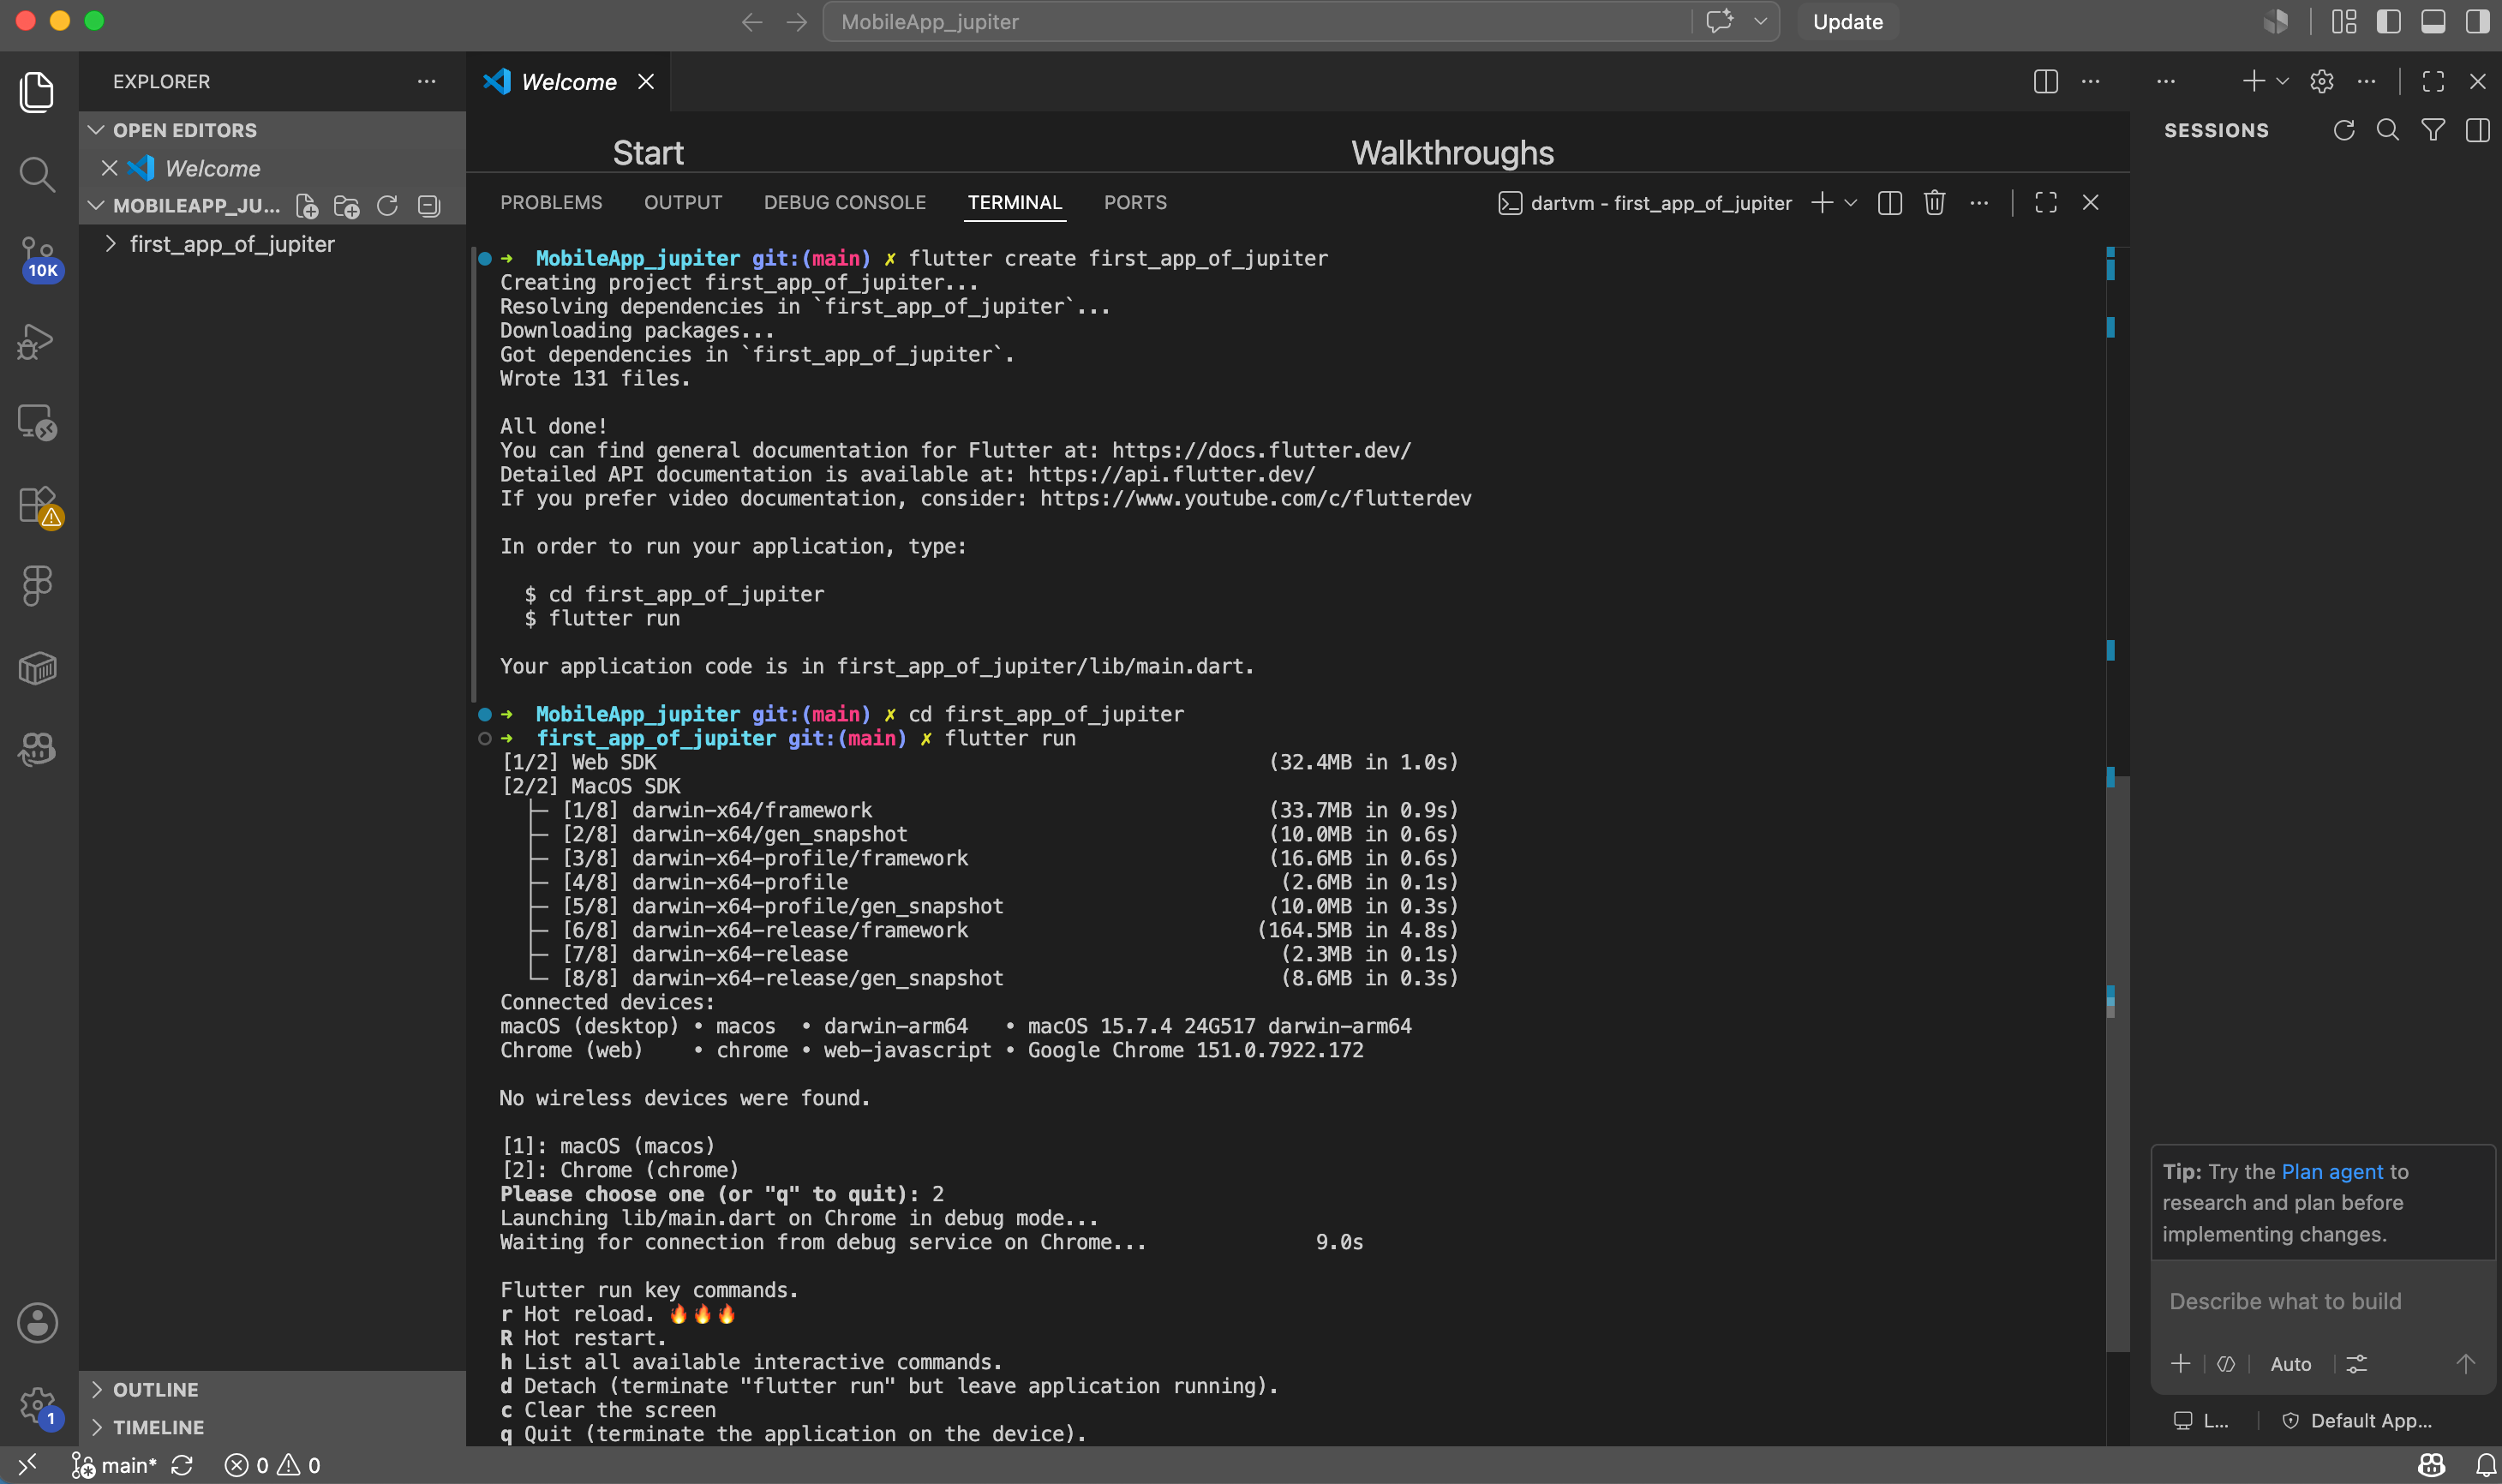 MobileApp_jupiter
Update
EXPLORER
OPEN EDITORS
Welcome
MOBILEAPP_JU...
first_app_of_jupiter
10K
1
OUTLINE
TIMELINE
Welcome
Start
Walkthroughs
PROBLEMS OUTPUT DEBUG CONSOLE TERMINAL PORTS
dartvm - first_app_of_jupiter
➜ MobileApp_jupiter git:(main) ✗ flutter create first_app_of_jupiter
Creating project first_app_of_jupiter...
Resolving dependencies in `first_app_of_jupiter`...
Downloading packages...
Got dependencies in `first_app_of_jupiter`.
Wrote 131 files.
All done!
You can find general documentation for Flutter at: https://docs.flutter.dev/
Detailed API documentation is available at: https://api.flutter.dev/
If you prefer video documentation, consider: https://www.youtube.com/c/flutterdev
In order to run your application, type:
$ cd first_app_of_jupiter
$ flutter run
Your application code is in first_app_of_jupiter/lib/main.dart.
➜ MobileApp_jupiter git:(main) ✗ cd first_app_of_jupiter
➜ first_app_of_jupiter git:(main) ✗ flutter run
[1/2] Web SDK (32.4MB in 1.0s)
[2/2] MacOS SDK
├─ [1/8] darwin-x64/framework (33.7MB in 0.9s)
├─ [2/8] darwin-x64/gen_snapshot (10.0MB in 0.6s)
├─ [3/8] darwin-x64-profile/framework (16.6MB in 0.6s)
├─ [4/8] darwin-x64-profile (2.6MB in 0.1s)
├─ [5/8] darwin-x64-profile/gen_snapshot (10.0MB in 0.3s)
├─ [6/8] darwin-x64-release/framework (164.5MB in 4.8s)
├─ [7/8] darwin-x64-release (2.3MB in 0.1s)
└─ [8/8] darwin-x64-release/gen_snapshot (8.6MB in 0.3s)
Connected devices:
macOS (desktop) • macos • darwin-arm64 • macOS 15.7.4 24G517 darwin-arm64
Chrome (web) • chrome • web-javascript • Google Chrome 151.0.7922.172
No wireless devices were found.
[1]: macOS (macos)
[2]: Chrome (chrome)
Please choose one (or "q" to quit): 2
Launching lib/main.dart on Chrome in debug mode...
Waiting for connection from debug service on Chrome... 9.0s
Flutter run key commands.
r Hot reload. 🔥🔥🔥
R Hot restart.
h List all available interactive commands.
d Detach (terminate "flutter run" but leave application running).
c Clear the screen
q Quit (terminate the application on the device).
SESSIONS
Tip: Try the Plan agent to
research and plan before
implementing changes.
Describe what to build
Auto
L...
Default App...
main*
0 0